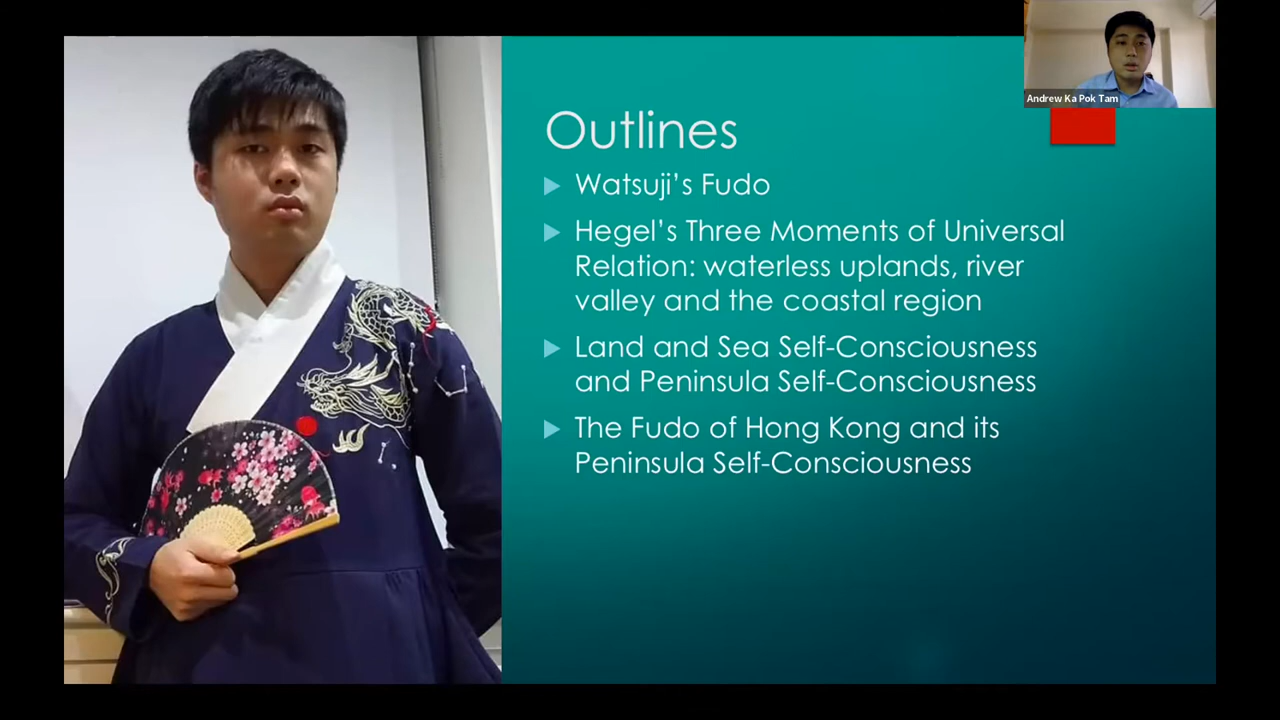 Andrew Ka Pok Tam
Outlines
Watsuji's Fudo
Hegel's Three Moments of Universal
Relation: waterless uplands, river
valley and the coastal region
Land and Sea Self-Consciousness
and Peninsula Self-Consciousness
The Fudo of Hong Kong and its
Peninsula Self-Consciousness